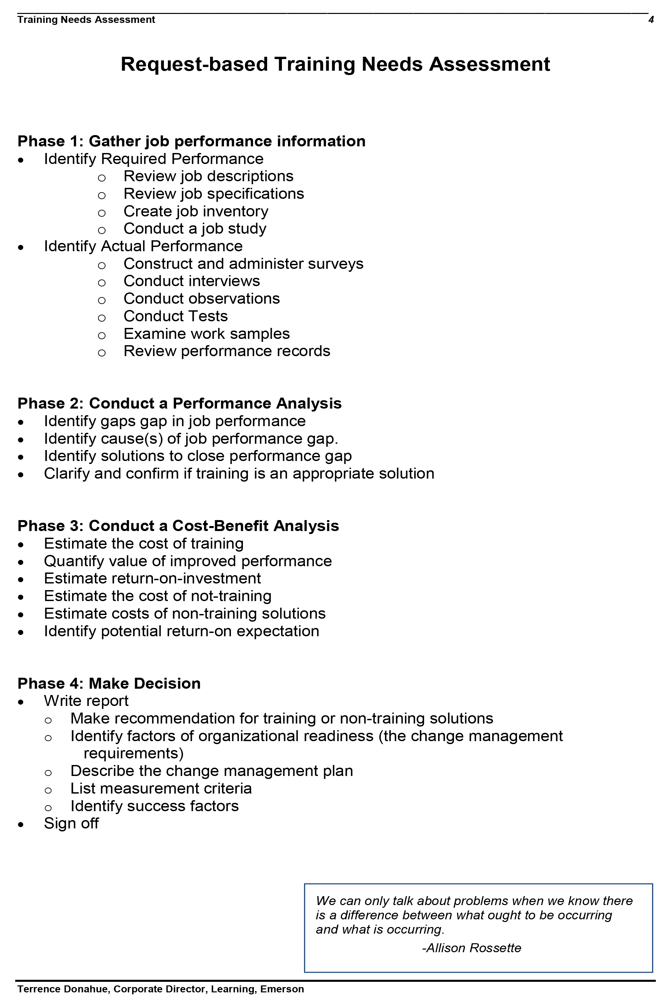 Training Needs Assessment 4
Request-based Training Needs Assessment
Phase 1: Gather job performance information
• Identify Required Performance
o Review job descriptions
o Review job specifications
o Create job inventory
o Conduct a job study
• Identify Actual Performance
o Construct and administer surveys
o Conduct interviews
o Conduct observations
o Conduct Tests
o Examine work samples
o Review performance records
Phase 2: Conduct a Performance Analysis
• Identify gaps gap in job performance
• Identify cause(s) of job performance gap.
• Identify solutions to close performance gap
• Clarify and confirm if training is an appropriate solution
Phase 3: Conduct a Cost-Benefit Analysis
• Estimate the cost of training
• Quantify value of improved performance
• Estimate return-on-investment
• Estimate the cost of not-training
• Estimate costs of non-training solutions
• Identify potential return-on expectation
Phase 4: Make Decision
• Write report
o Make recommendation for training or non-training solutions
o Identify factors of organizational readiness (the change management
requirements)
o Describe the change management plan
o List measurement criteria
o Identify success factors
• Sign off
We can only talk about problems when we know there
is a difference between what ought to be occurring
and what is occurring.
-Allison Rossette
Terrence Donahue, Corporate Director, Learning, Emerson